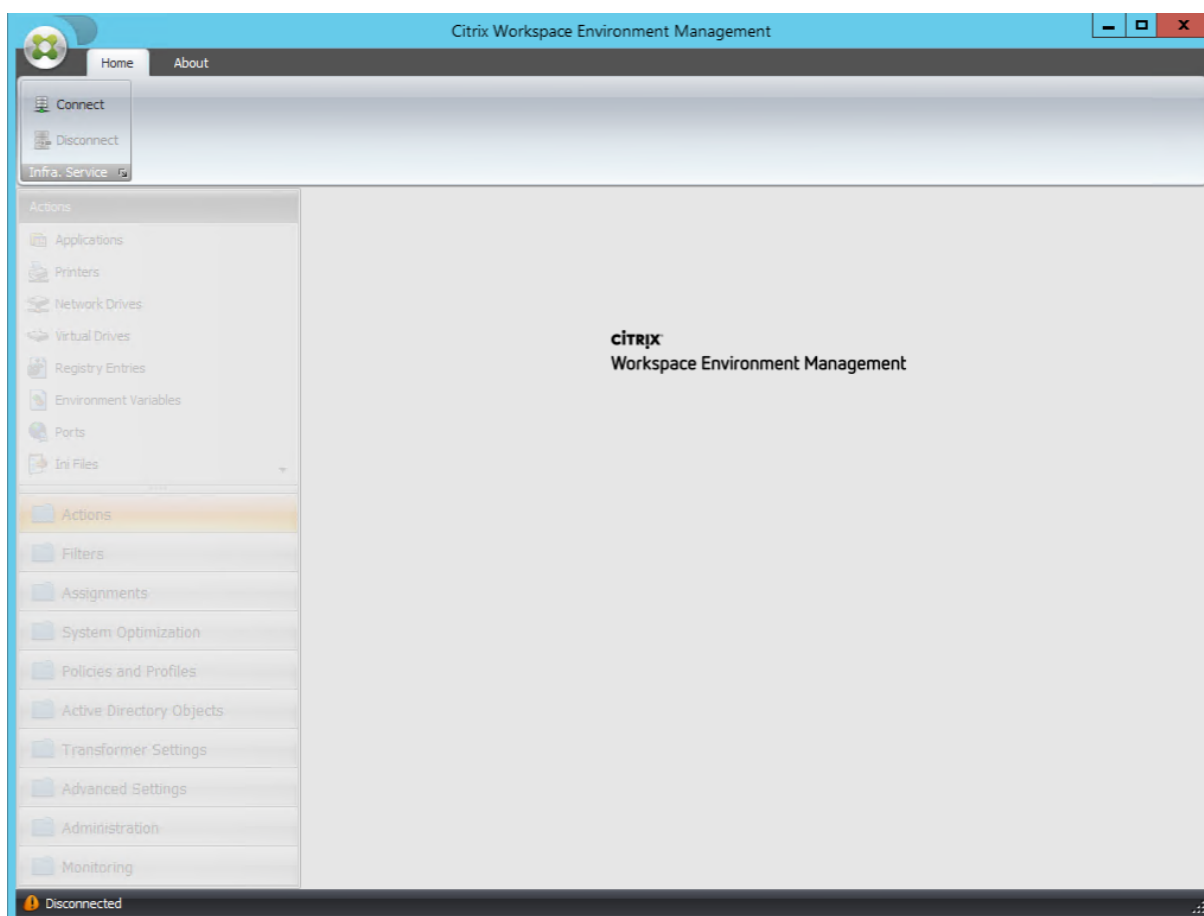 Citrix Workspace Environment Management
Home About
Connect
Disconnect
Infra. Service
Actions
Applications
Printers
Network Drives
Virtual Drives
Registry Entries
Environment Variables
Ports
Ini Files
CİTRIX
Workspace Environment Management
Actions
Filters
Assignments
System Optimization
Policies and Profiles
Active Directory Objects
Transformer Settings
Advanced Settings
Administration
Monitoring
Disconnected